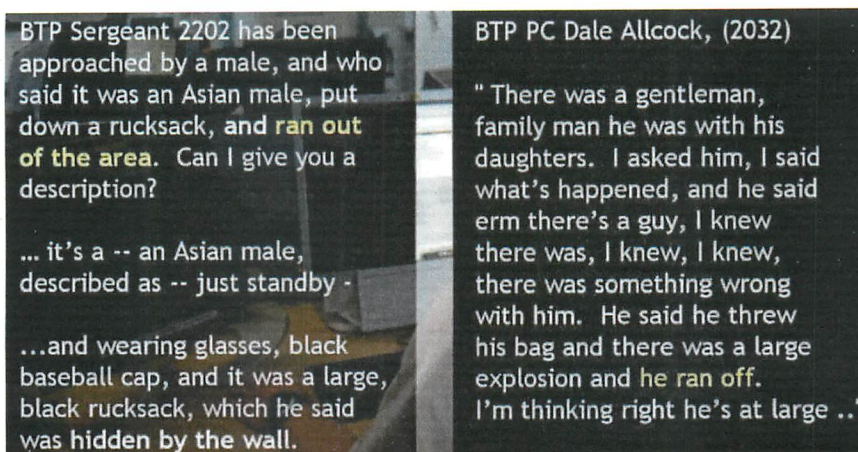 BTP Sergeant 2202 has been
approached by a male, and who
said it was an Asian male, put
down a rucksack, and ran out
of the area. Can I give you a
description?
... it's a -- an Asian male,
described as -- just standby -
...and wearing glasses, black
baseball cap, and it was a large,
black rucksack, which he said
was hidden by the wall.
BTP PC Dale Allcock, (2032)
" There was a gentleman,
family man he was with his
daughters. I asked him, I said
what's happened, and he said
erm there's a guy, I knew
there was, I knew, I knew,
there was something wrong
with him. He said he threw
his bag and there was a large
explosion and he ran off.
I'm thinking right he's at large .."